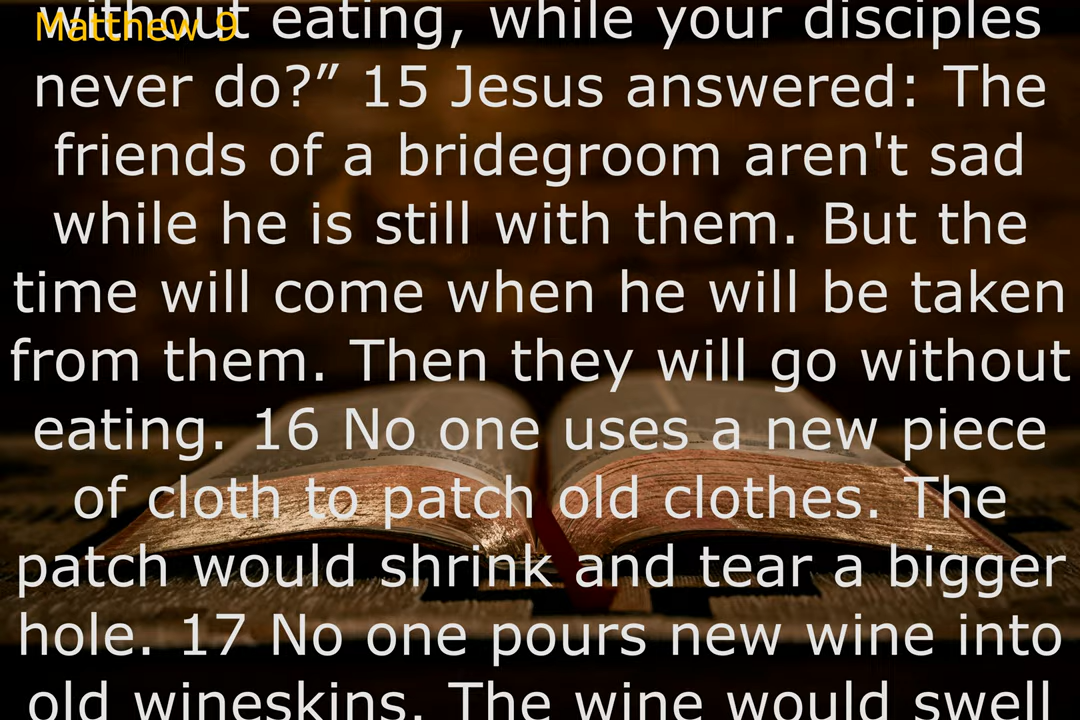 Matthew 9
without eating, while your disciples
never do?” 15 Jesus answered: The
friends of a bridegroom aren't sad
while he is still with them. But the
time will come when he will be taken
from them. Then they will go without
eating. 16 No one uses a new piece
of cloth to patch old clothes. The
patch would shrink and tear a bigger
hole. 17 No one pours new wine into
old wineskins. The wine would swell